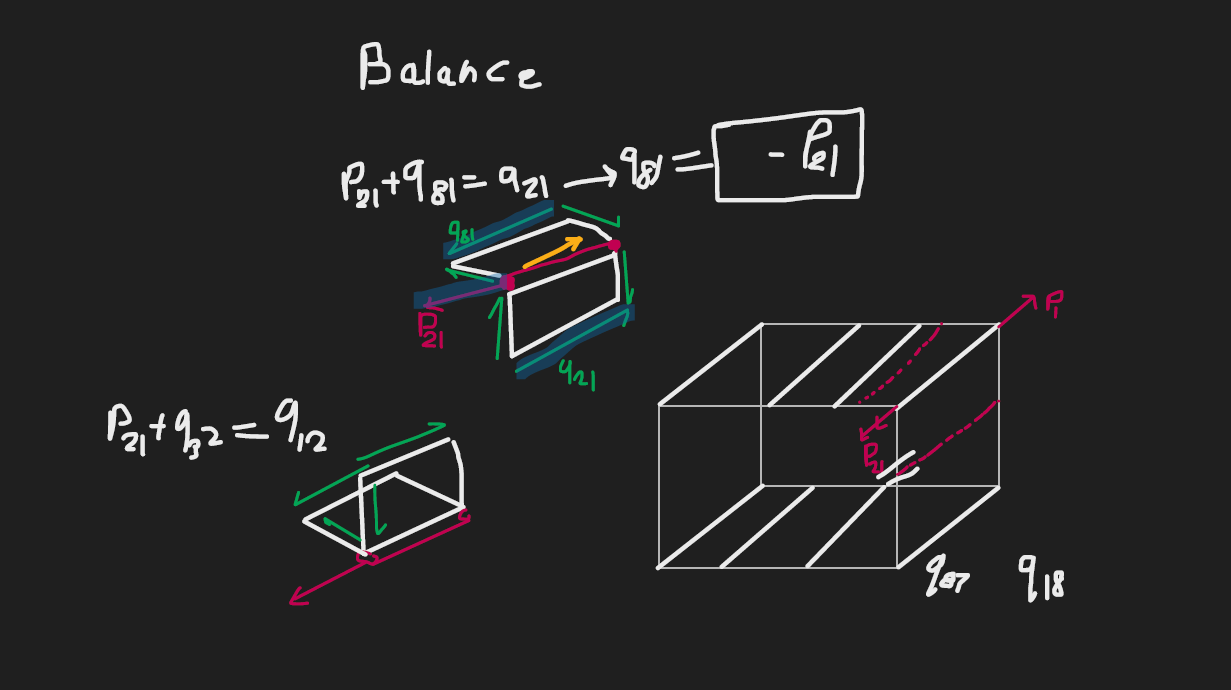 Balance
P21 + q81 = q21 → q81 = - P21
q81
P21
q21
P1
P21
P21 + q32 = q12
q87 q18